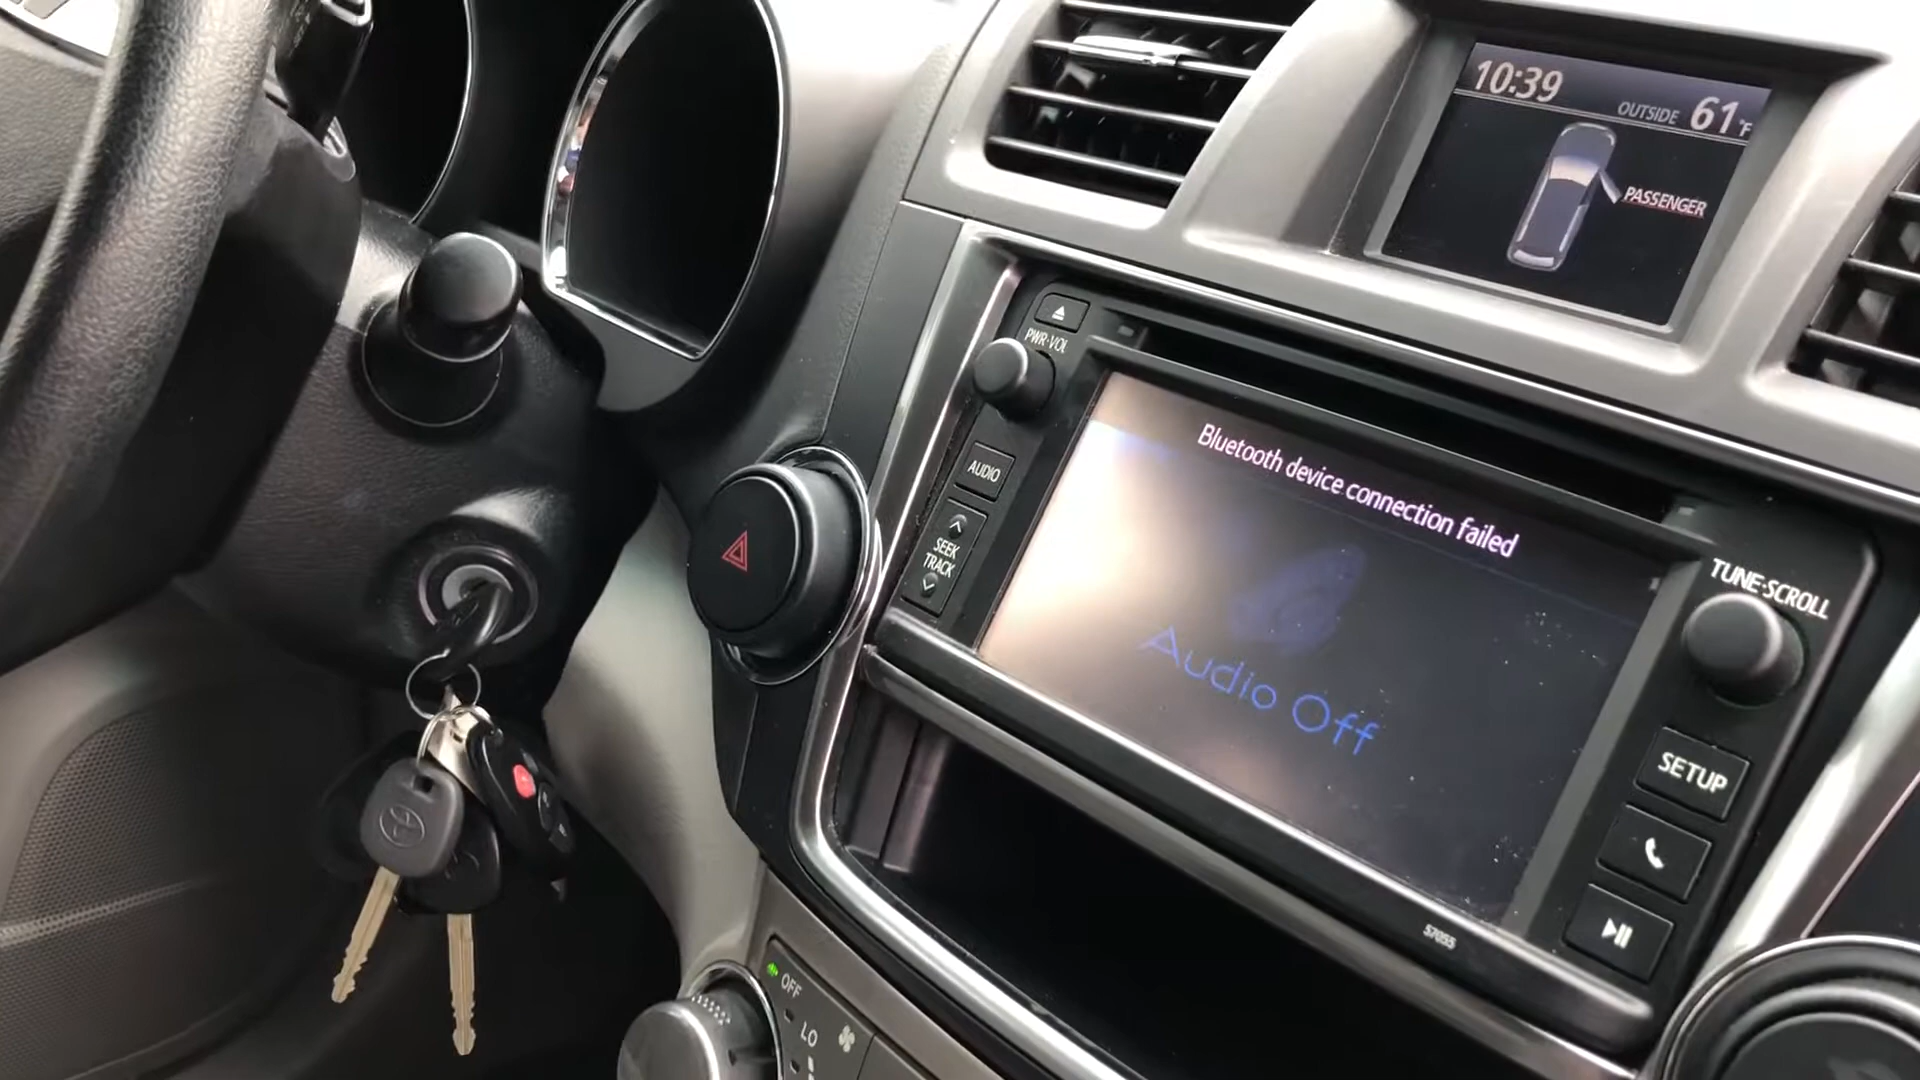 10:39
OUTSIDE 61°F
PASSENGER
PWR·VOL
AUDIO
SEEK
TRACK
Bluetooth device connection failed
Audio Off
TUNE·SCROLL
SETUP
57055
OFF
LO